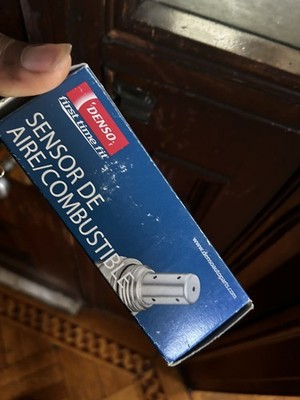 DENSO
first time fit
SENSOR DE
AIRE/COMBUSTIBLE
www.densoautoparts.com